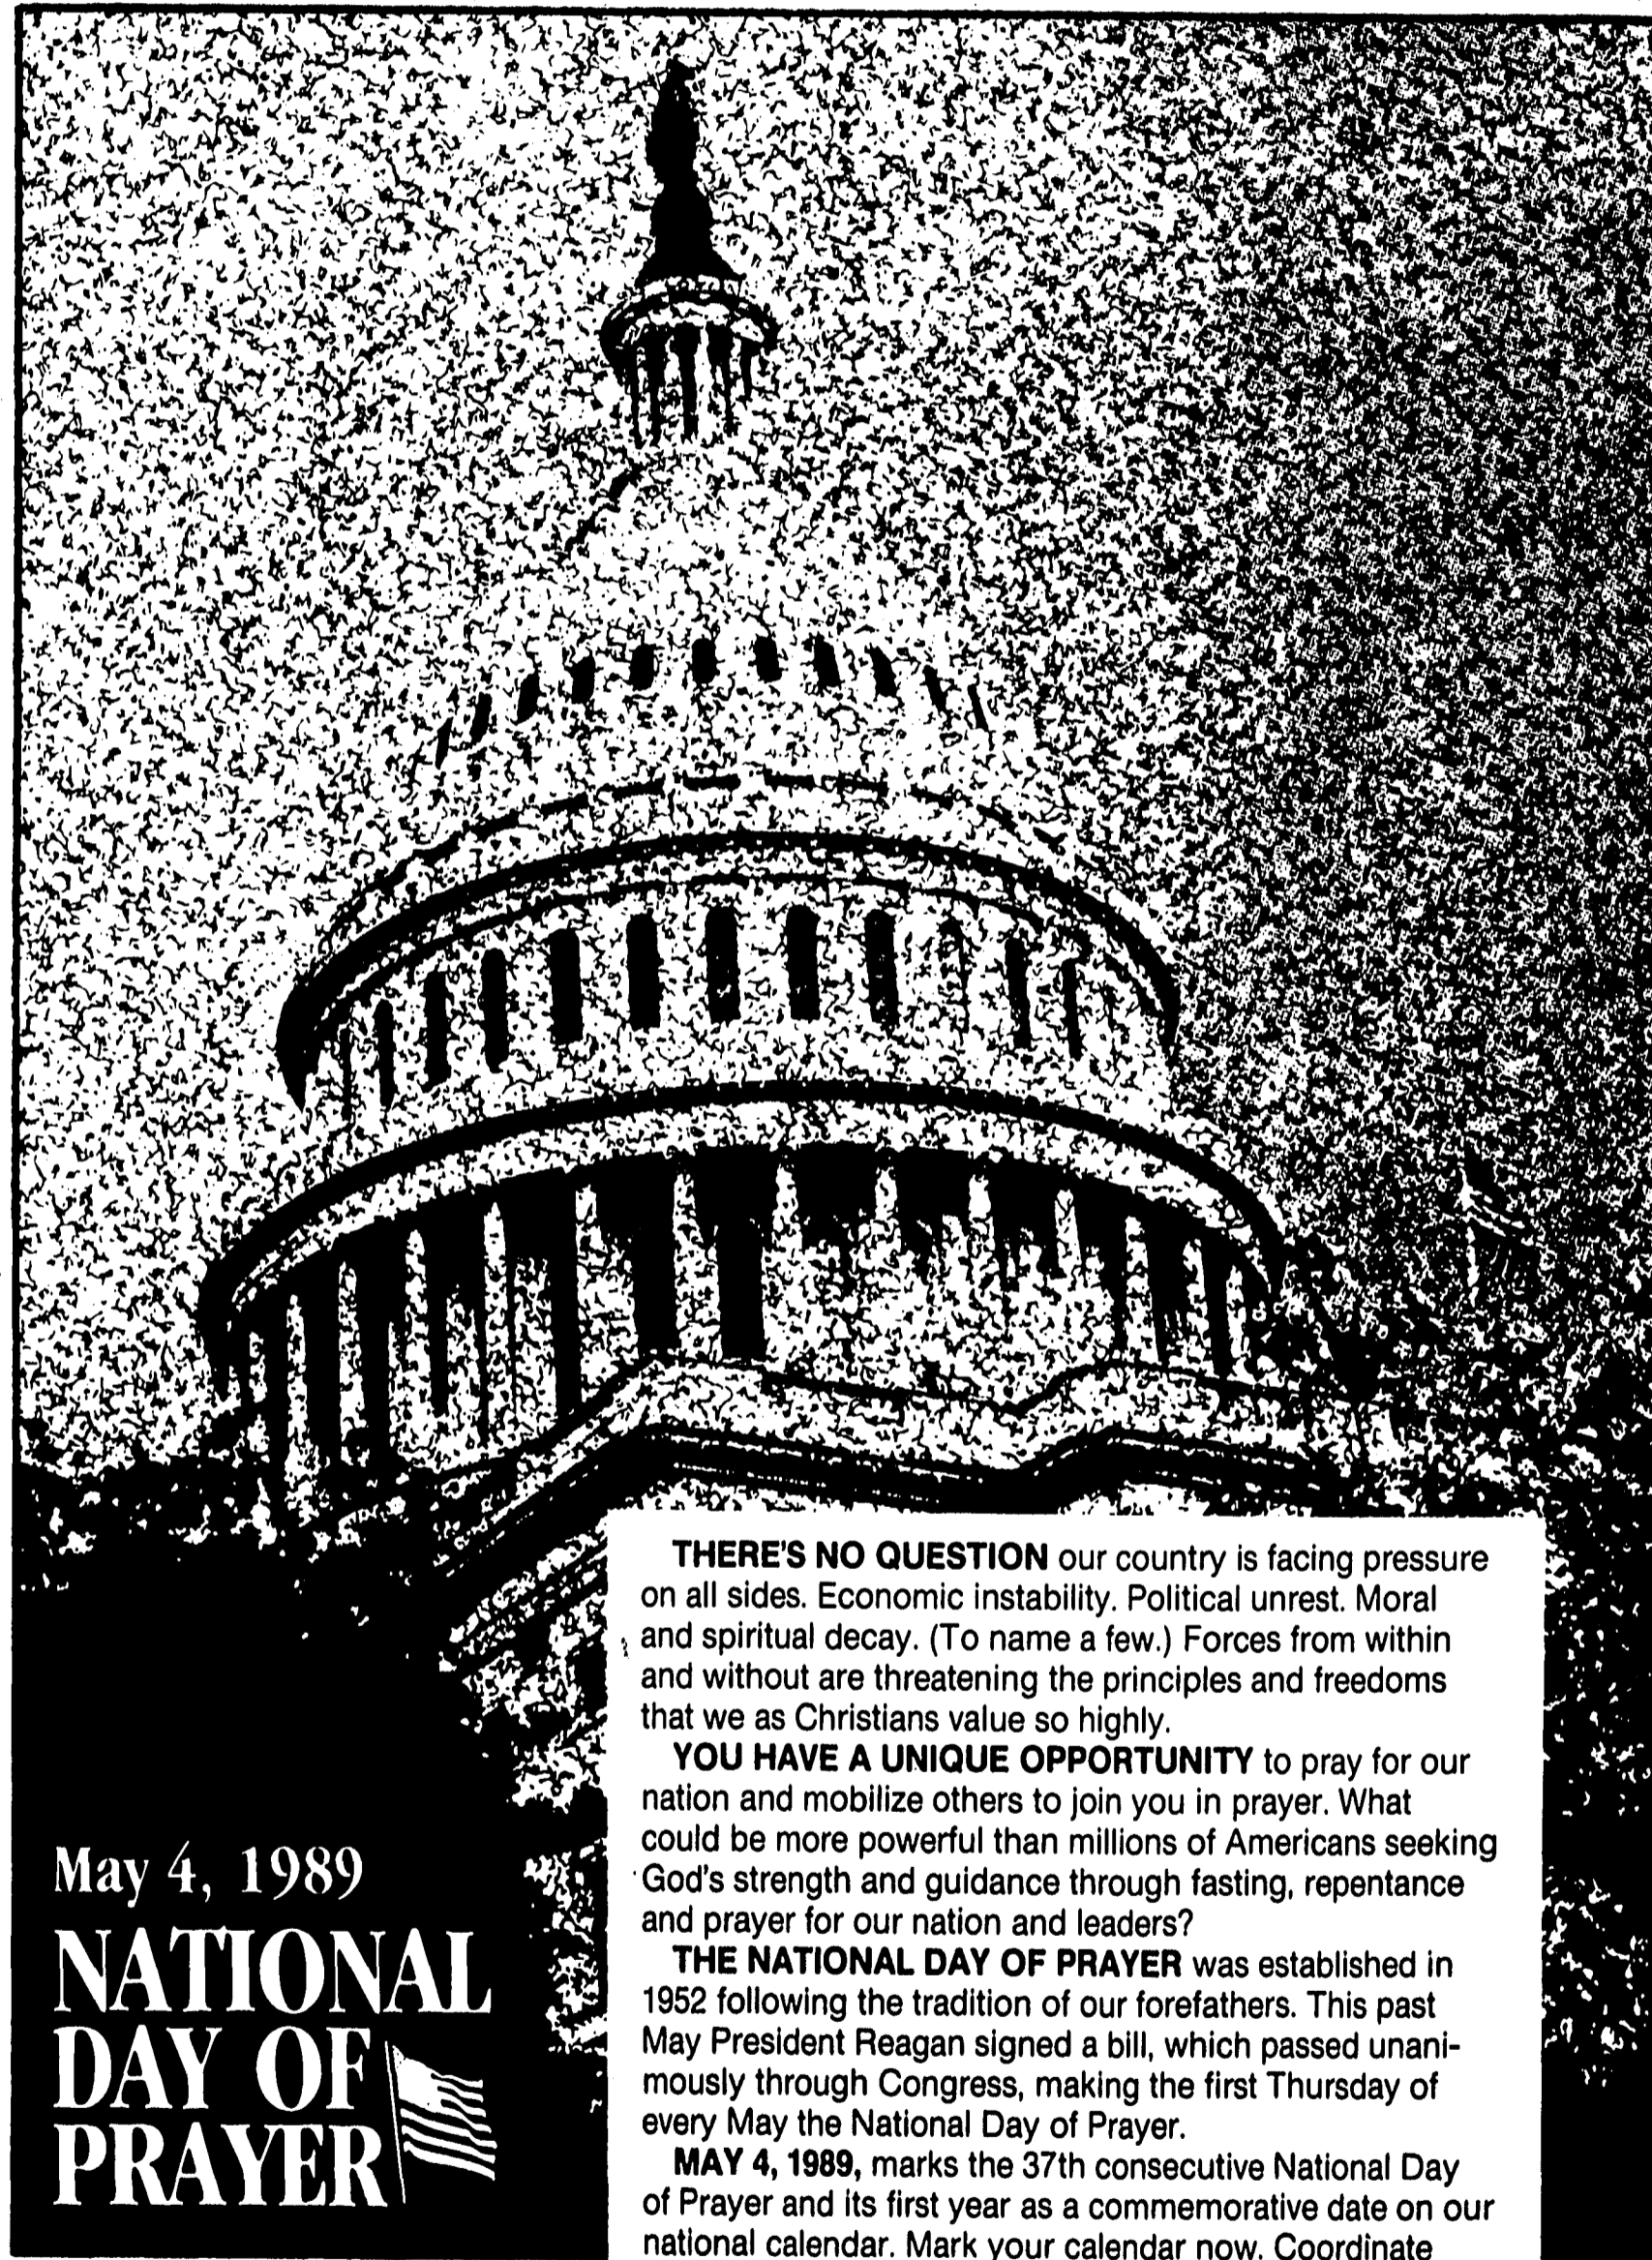 THERE'S NO QUESTION our country is facing pressure
on all sides. Economic instability. Political unrest. Moral
and spiritual decay. (To name a few.) Forces from within
and without are threatening the principles and freedoms
that we as Christians value so highly.
YOU HAVE A UNIQUE OPPORTUNITY to pray for our
nation and mobilize others to join you in prayer. What
could be more powerful than millions of Americans seeking
God's strength and guidance through fasting, repentance
and prayer for our nation and leaders?
THE NATIONAL DAY OF PRAYER was established in
1952 following the tradition of our forefathers. This past
May President Reagan signed a bill, which passed unani-
mously through Congress, making the first Thursday of
every May the National Day of Prayer.
MAY 4, 1989, marks the 37th consecutive National Day
of Prayer and its first year as a commemorative date on our
national calendar. Mark your calendar now. Coordinate
May 4, 1989
NATIONAL
DAY OF
PRAYER